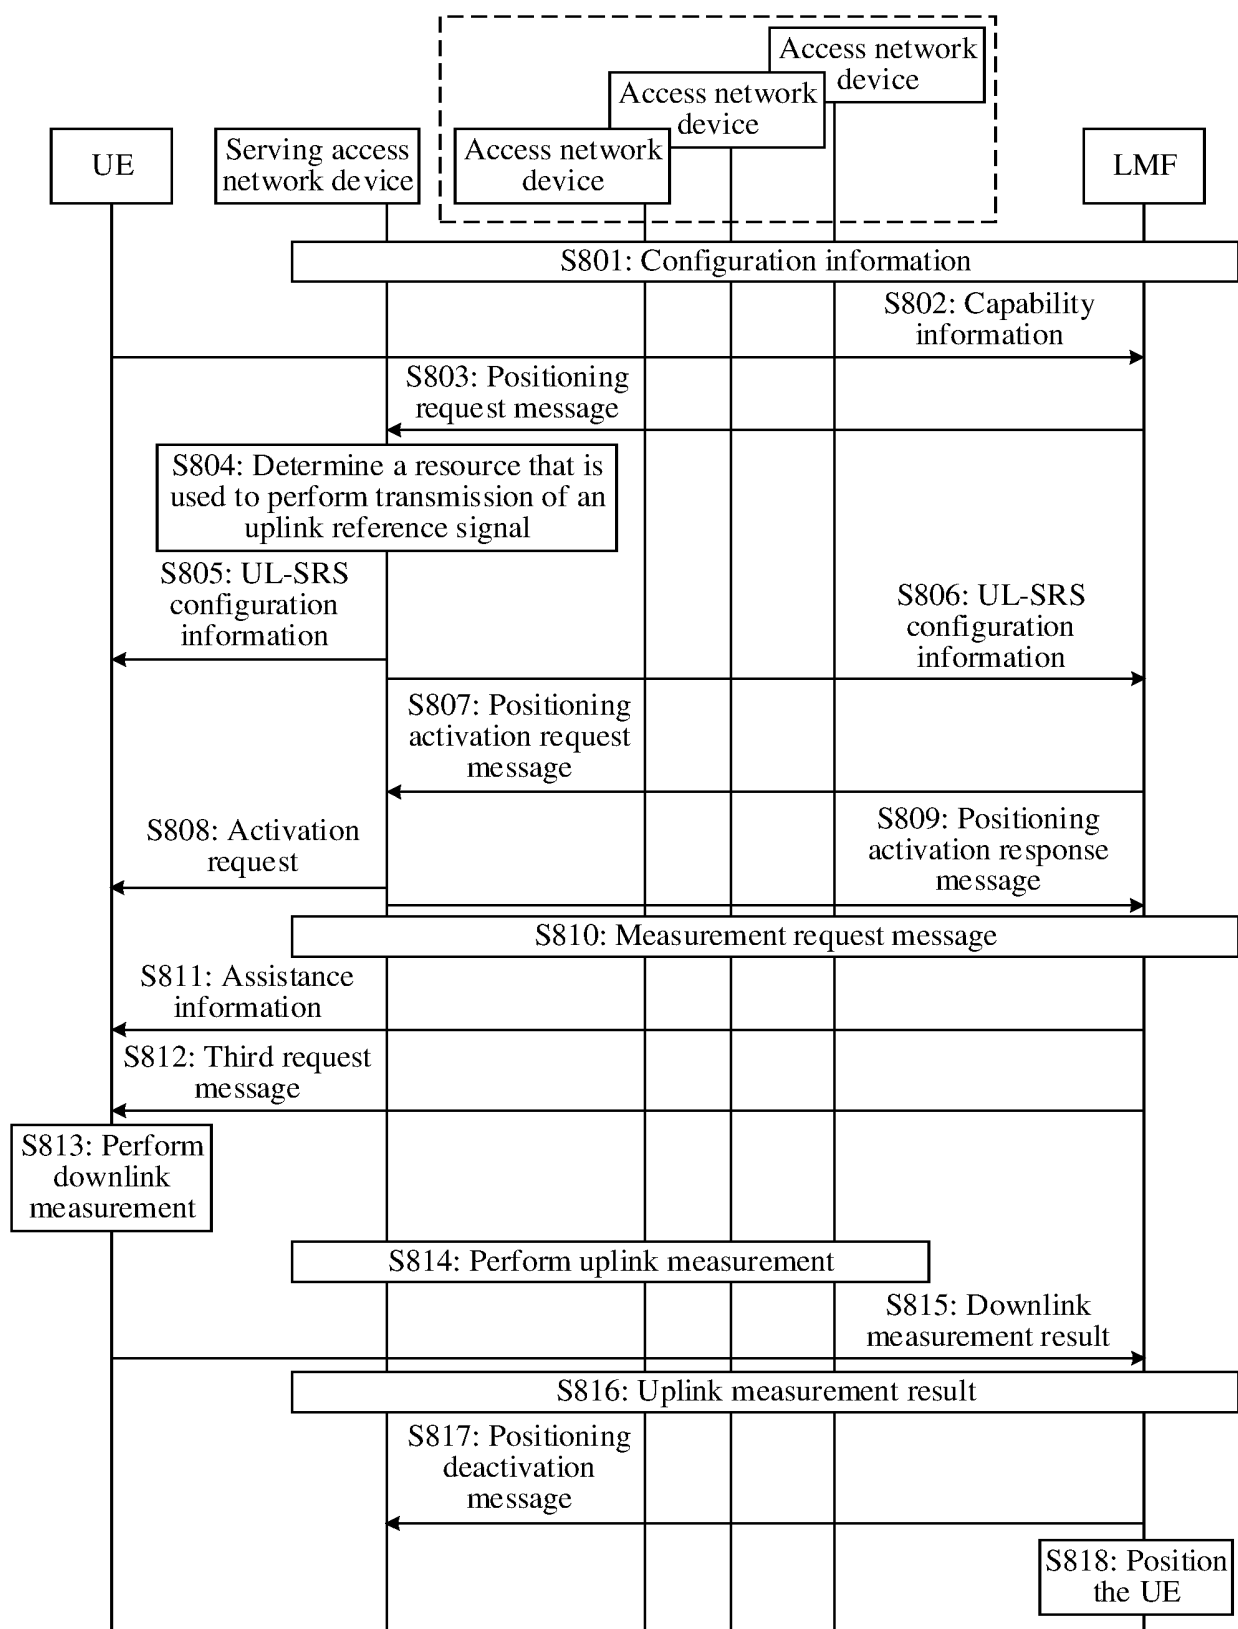 Access network
device
Access network
device
Access network
device
UE
Serving access
network device
LMF
S801: Configuration information
S802: Capability
information
S803: Positioning
request message
S804: Determine a resource that is
used to perform transmission of an
uplink reference signal
S805: UL-SRS
configuration
information
S806: UL-SRS
configuration
information
S807: Positioning
activation request
message
S808: Activation
request
S809: Positioning
activation response
message
S810: Measurement request message
S811: Assistance
information
S812: Third request
message
S813: Perform
downlink
measurement
S814: Perform uplink measurement
S815: Downlink
measurement result
S816: Uplink measurement result
S817: Positioning
deactivation
message
S818: Position
the UE